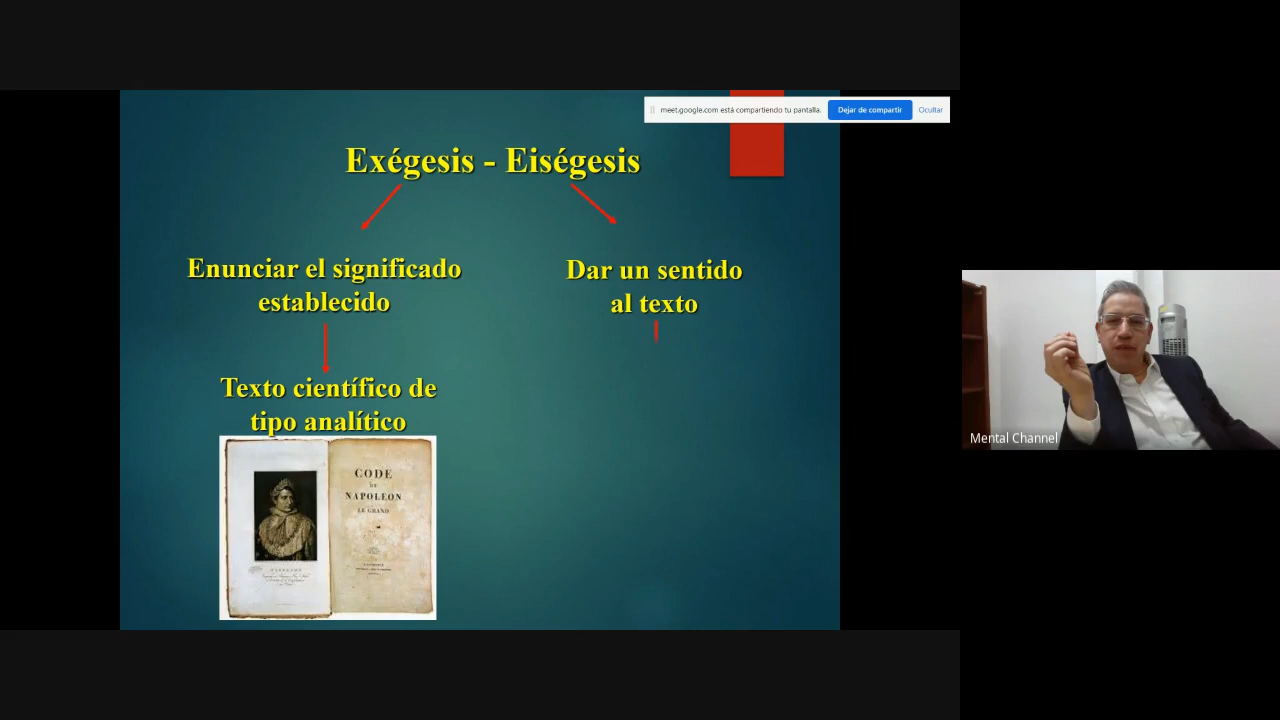 meet.google.com está compartiendo tu pantalla.
Dejar de compartir
Ocultar
Exégesis - Eiségesis
Enunciar el significado
establecido
Dar un sentido
al texto
Texto científico de
tipo analítico
CODE
DE
NAPOLEON
LE GRAND
Mental Channel